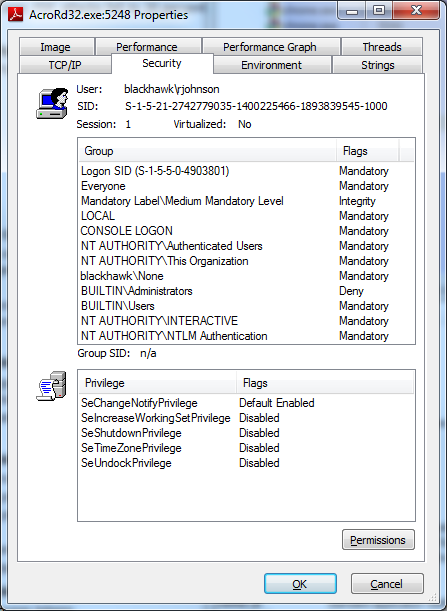 AcroRd32.exe:5248 Properties
Image Performance Performance Graph Threads
TCP/IP Security Environment Strings
User: blackhawk\rjohnson
SID: S-1-5-21-2742779035-1400225466-1893839545-1000
Session: 1 Virtualized: No
Group Flags
Logon SID (S-1-5-5-0-4903801) Mandatory
Everyone Mandatory
Mandatory Label\Medium Mandatory Level Integrity
LOCAL Mandatory
CONSOLE LOGON Mandatory
NT AUTHORITY\Authenticated Users Mandatory
NT AUTHORITY\This Organization Mandatory
blackhawk\None Mandatory
BUILTIN\Administrators Deny
BUILTIN\Users Mandatory
NT AUTHORITY\INTERACTIVE Mandatory
NT AUTHORITY\NTLM Authentication Mandatory
Group SID: n/a
Privilege Flags
SeChangeNotifyPrivilege Default Enabled
SeIncreaseWorkingSetPrivilege Disabled
SeShutdownPrivilege Disabled
SeTimeZonePrivilege Disabled
SeUndockPrivilege Disabled
Permissions
OK Cancel